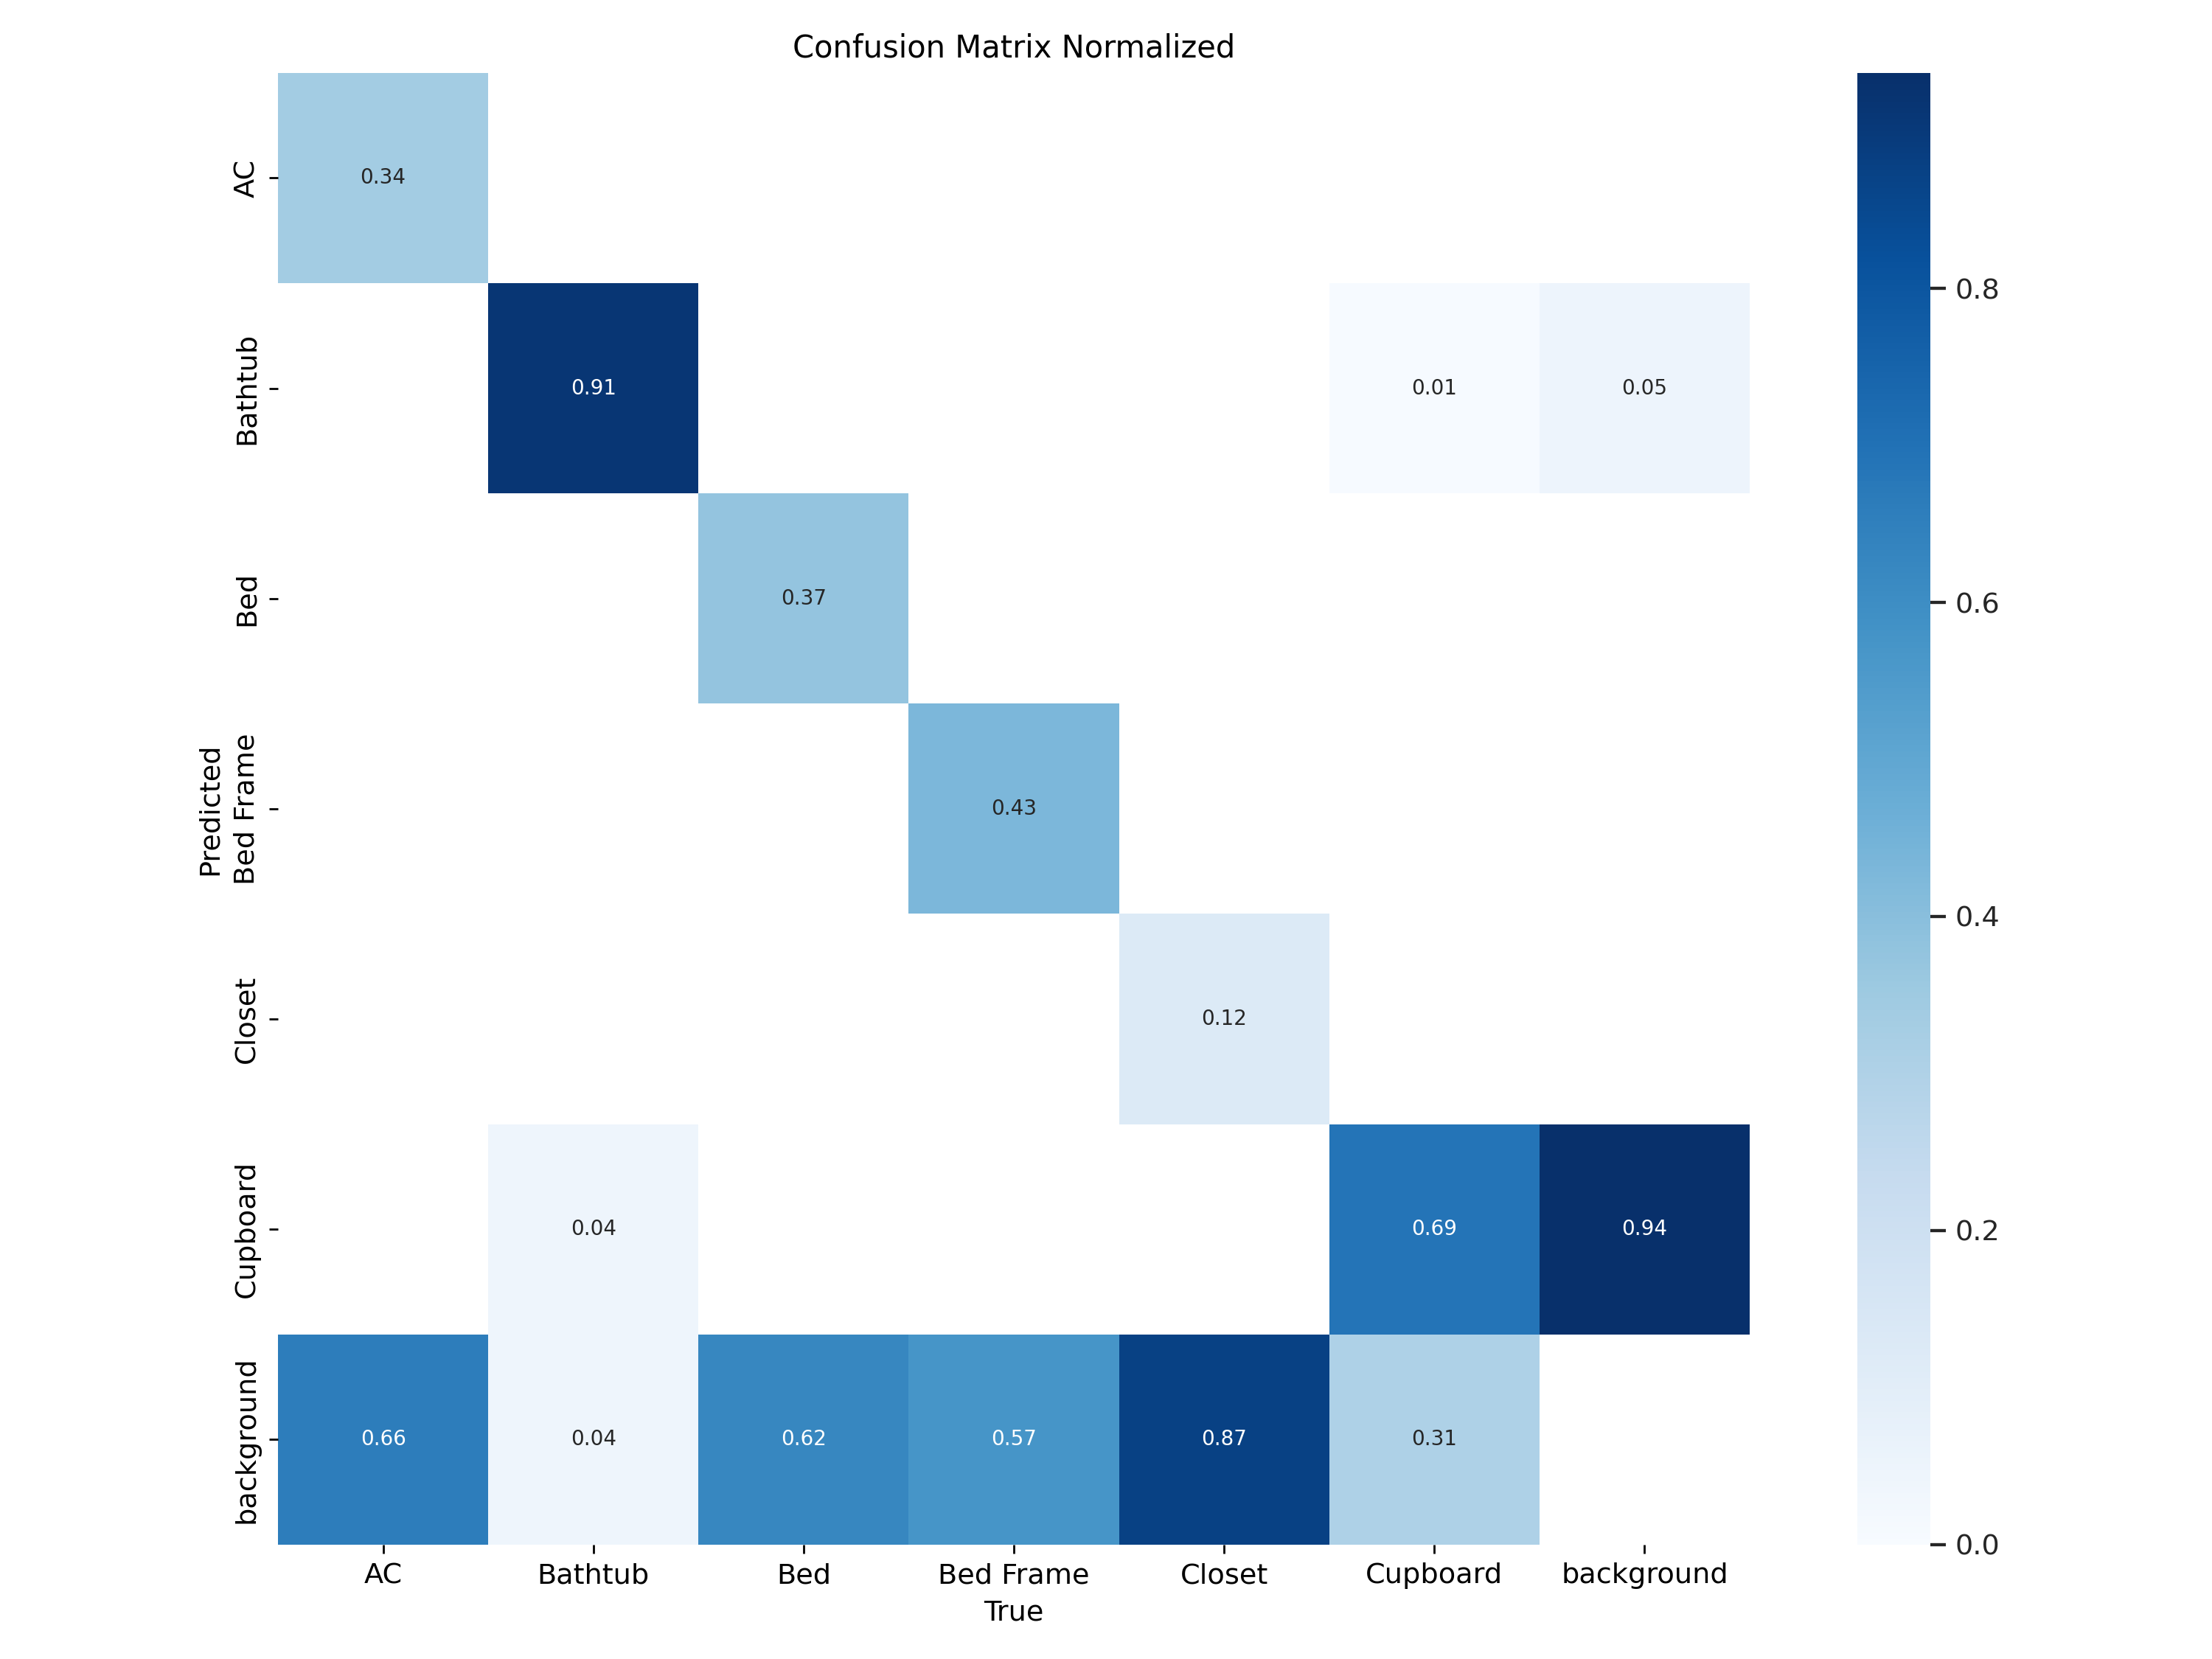 Confusion Matrix Normalized
AC
0.34
Bathtub
0.91
0.01
0.05
0.8
Bed
0.37
0.6
Predicted
Bed Frame
0.43
0.4
Closet
0.12
Cupboard
0.04
0.69
0.94
0.2
background
0.66
0.04
0.62
0.57
0.87
0.31
0.0
AC
Bathtub
Bed
Bed Frame
Closet
Cupboard
background
True